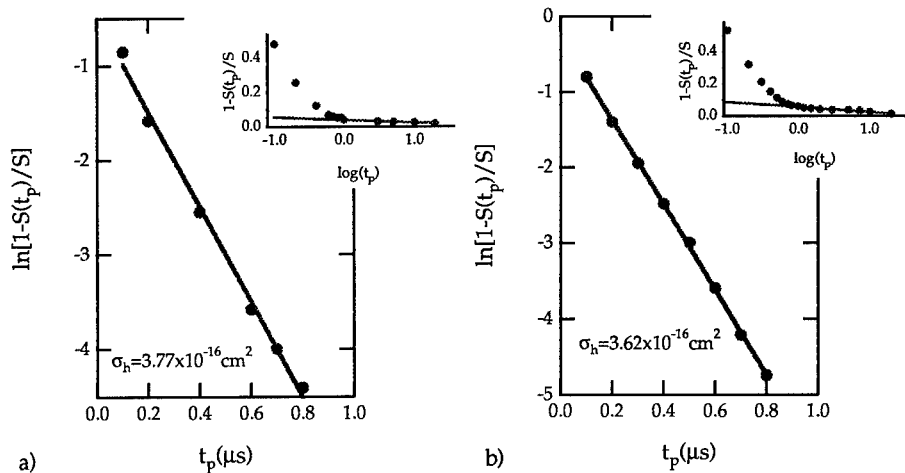 ln[1-S(t_p)/S]
-1
-2
-3
-4
0.0 0.2 0.4 0.6 0.8 1.0
t_p(μs)
σ_h=3.77x10^-16cm^2
1-S(t_p)/S
0.4
0.2
0.0
-1.0 0.0 1.0
log(t_p)
a)
ln[1-S(t_p)/S]
0
-1
-2
-3
-4
-5
0.0 0.2 0.4 0.6 0.8 1.0
t_p(μs)
σ_h=3.62x10^-16cm^2
1-S(t_p)/S
0.4
0.2
0.0
-1.0 0.0 1.0
log(t_p)
b)